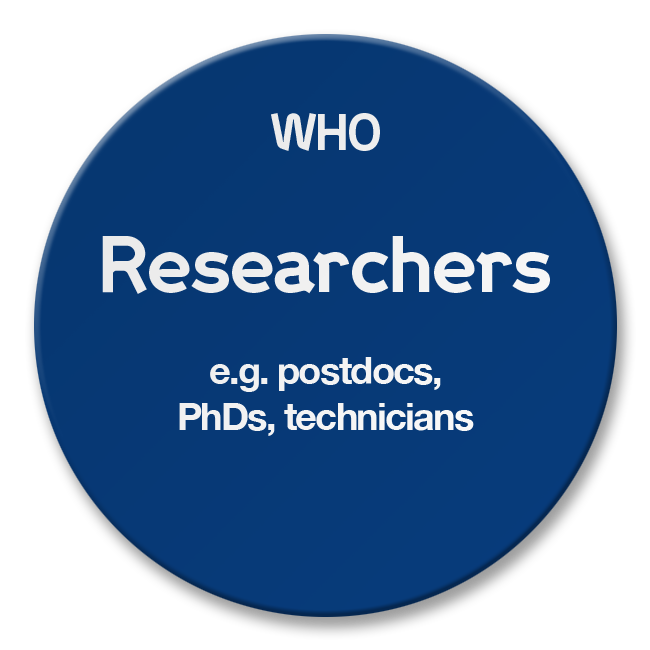 WHO
Researchers
e.g. postdocs,
PhDs, technicians